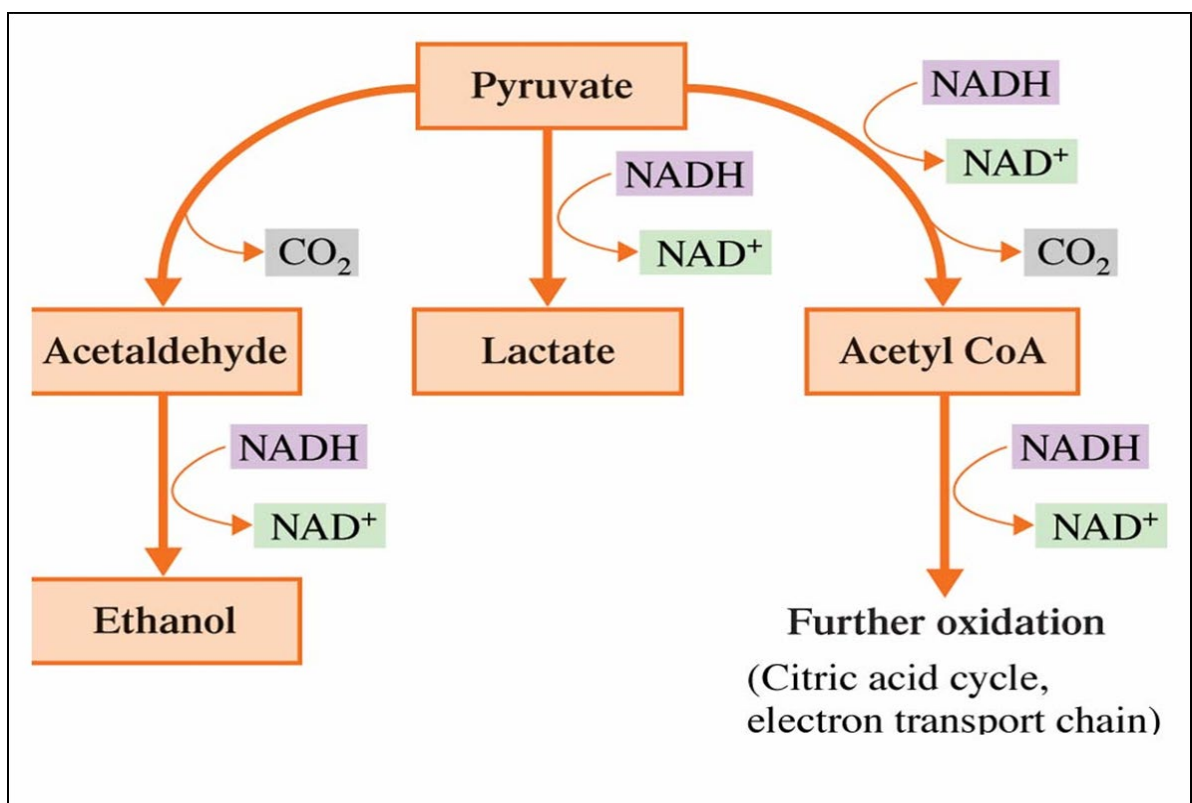 Pyruvate
NADH
NAD⁺
NADH
NAD⁺
CO₂
CO₂
Acetaldehyde
Lactate
Acetyl CoA
NADH
NAD⁺
NADH
NAD⁺
Ethanol
Further oxidation
(Citric acid cycle,
electron transport chain)